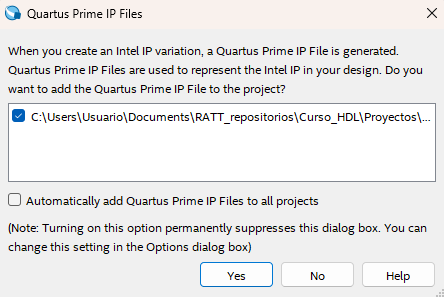 Quartus Prime IP Files
When you create an Intel IP variation, a Quartus Prime IP File is generated.
Quartus Prime IP Files are used to represent the Intel IP in your design. Do you
want to add the Quartus Prime IP File to the project?
C:\Users\Usuario\Documents\RATT_repositorios\Curso_HDL\Proyectos\...
Automatically add Quartus Prime IP Files to all projects
(Note: Turning on this option permanently suppresses this dialog box. You can
change this setting in the Options dialog box)
Yes No Help